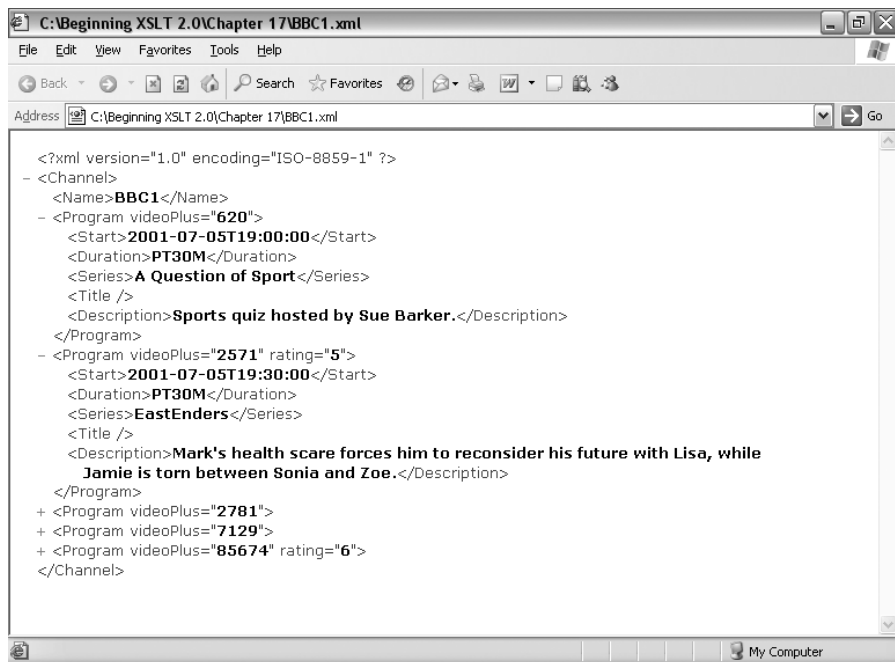 C:\Beginning XSLT 2.0\Chapter 17\BBC1.xml
File Edit View Favorites Tools Help
Back Search Favorites
Address C:\Beginning XSLT 2.0\Chapter 17\BBC1.xml Go
<?xml version="1.0" encoding="ISO-8859-1" ?>
- <Channel>
<Name>BBC1</Name>
- <Program videoPlus="620">
<Start>2001-07-05T19:00:00</Start>
<Duration>PT30M</Duration>
<Series>A Question of Sport</Series>
<Title />
<Description>Sports quiz hosted by Sue Barker.</Description>
</Program>
- <Program videoPlus="2571" rating="5">
<Start>2001-07-05T19:30:00</Start>
<Duration>PT30M</Duration>
<Series>EastEnders</Series>
<Title />
<Description>Mark's health scare forces him to reconsider his future with Lisa, while
Jamie is torn between Sonia and Zoe.</Description>
</Program>
+ <Program videoPlus="2781">
+ <Program videoPlus="7129">
+ <Program videoPlus="85674" rating="6">
</Channel>
My Computer